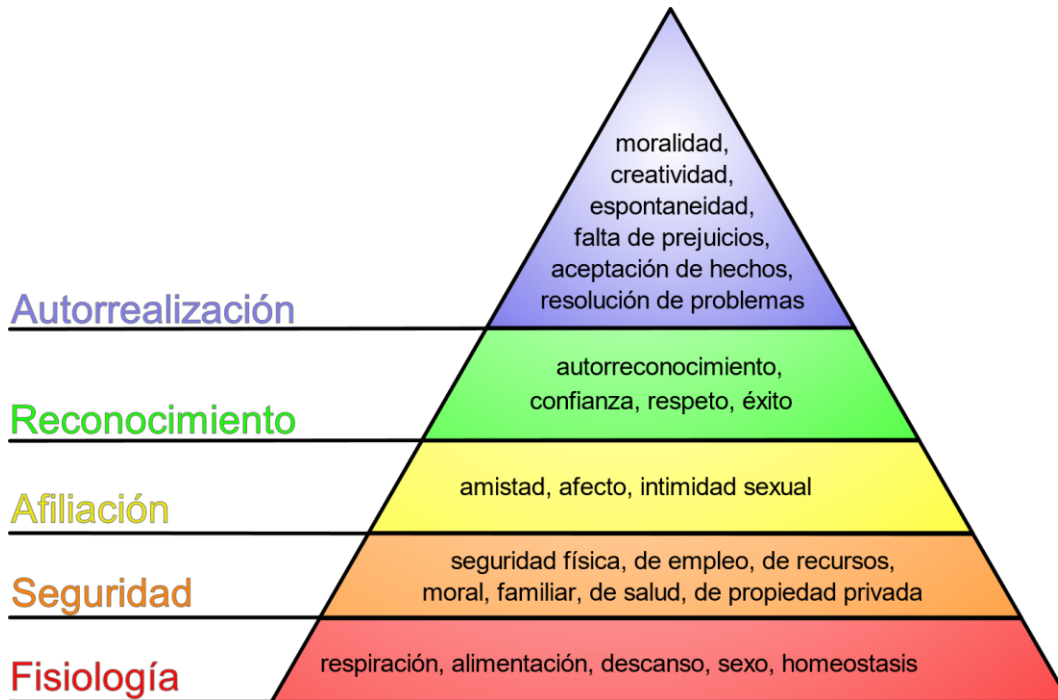 moralidad,
creatividad,
espontaneidad,
falta de prejuicios,
aceptación de hechos,
resolución de problemas
Autorrealización
autorreconocimiento,
confianza, respeto, éxito
Reconocimiento
amistad, afecto, intimidad sexual
Afiliación
seguridad física, de empleo, de recursos,
moral, familiar, de salud, de propiedad privada
Seguridad
respiración, alimentación, descanso, sexo, homeostasis
Fisiología